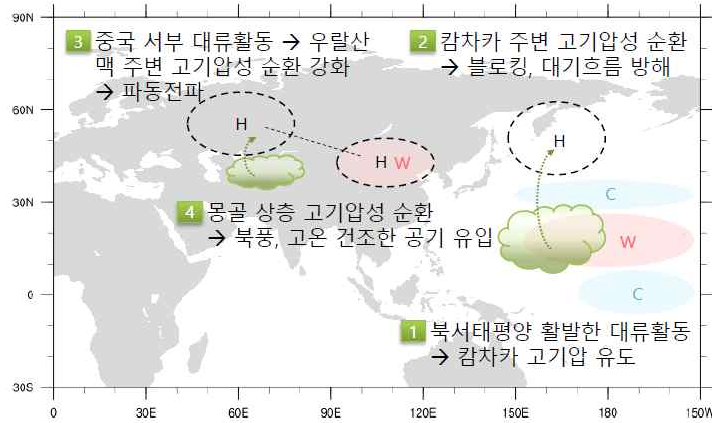 90N
60N
30N
0
30S
0
30E
60E
90E
120E
150E
180
150W
3 중국 서부 대류활동 → 우랄산
맥 주변 고기압성 순환 강화
→ 파동전파
2 캄차카 주변 고기압성 순환
→ 블로킹, 대기흐름 방해
H
H W
H
C
W
C
4 몽골 상층 고기압성 순환
→ 북풍, 고온 건조한 공기 유입
1 북서태평양 활발한 대류활동
→ 캄차카 고기압 유도